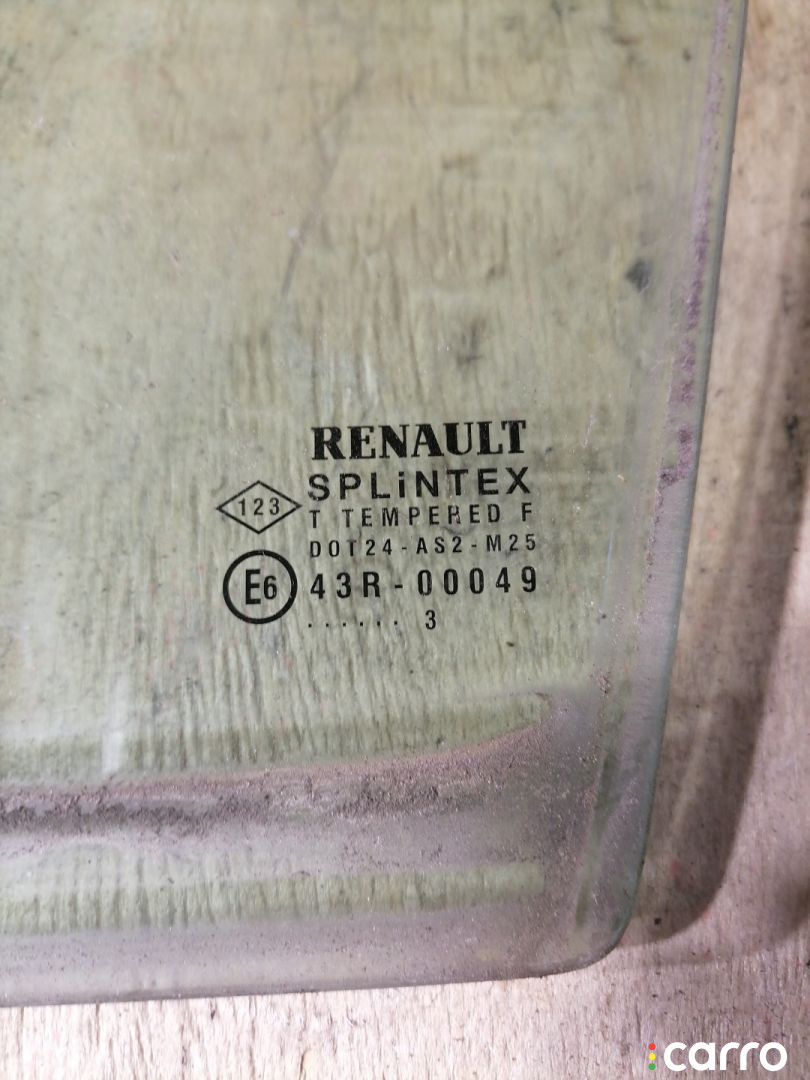 RENAULT
SPLiNTEX
123
T TEMPERED F
DOT24-AS2-M25
E6 43R-00049
...... 3
carro